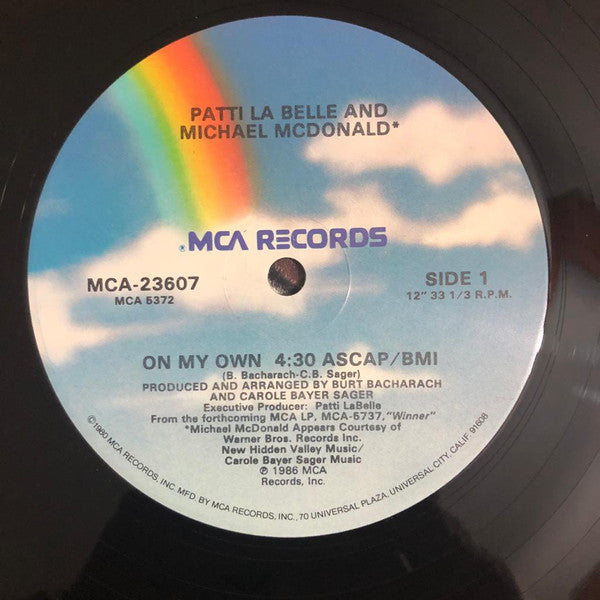 PATTI LA BELLE AND
MICHAEL MCDONALD*
®MCA RECORDS
MCA-23607
MCA 5372
SIDE 1
12" 33 1/3 R.P.M.
ON MY OWN 4:30 ASCAP/BMI
(B. Bacharach-C.B. Sager)
PRODUCED AND ARRANGED BY BURT BACHARACH
AND CAROLE BAYER SAGER
Executive Producer: Patti LaBelle
From the forthcoming MCA LP, MCA-5737, "Winner"
*Michael McDonald Appears Courtesy of
Warner Bros. Records Inc.
New Hidden Valley Music/
Carole Bayer Sager Music
℗ 1986 MCA
Records, Inc.
©1980 MCA RECORDS, INC. MFD. BY MCA RECORDS, INC., 70 UNIVERSAL PLAZA, UNIVERSAL CITY, CALIF. 91608